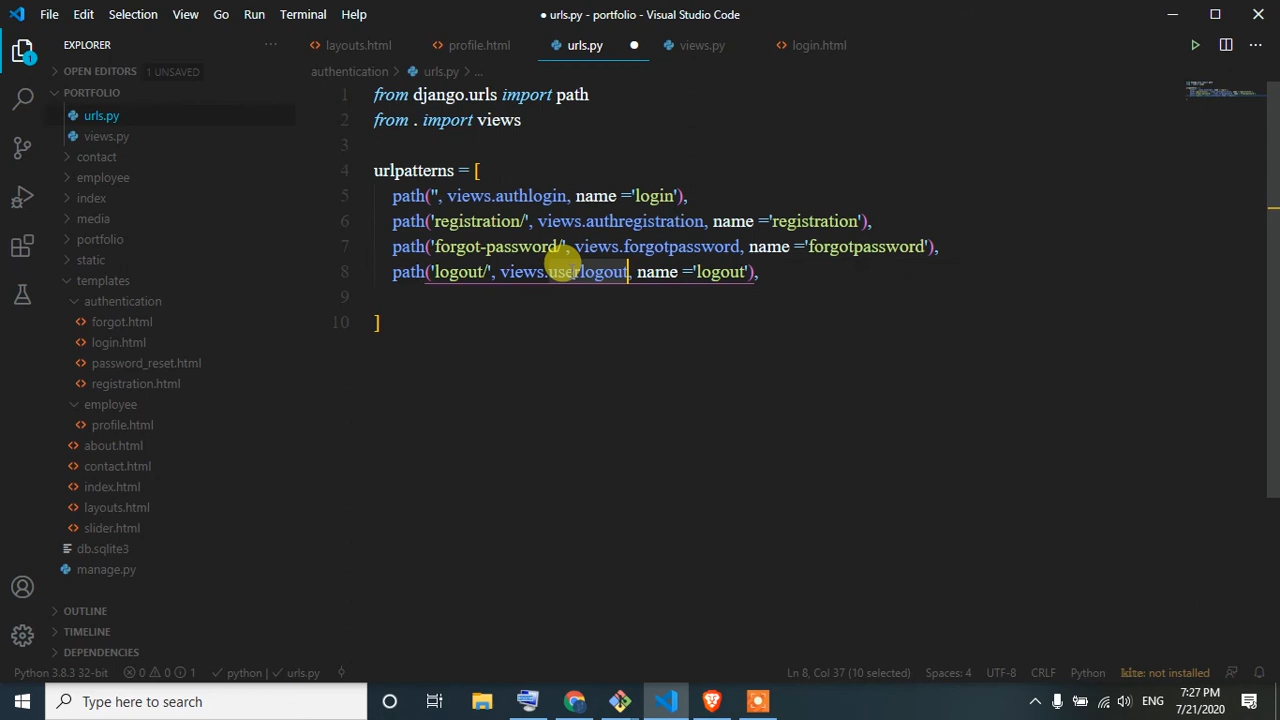 File Edit Selection View Go Run Terminal Help
● urls.py - portfolio - Visual Studio Code
EXPLORER
layouts.html profile.html urls.py views.py login.html
OPEN EDITORS 1 UNSAVED
authentication > urls.py > ...
PORTFOLIO
urls.py
views.py
contact
employee
index
media
portfolio
static
templates
authentication
forgot.html
login.html
password_reset.html
registration.html
employee
profile.html
about.html
contact.html
index.html
layouts.html
slider.html
db.sqlite3
manage.py
OUTLINE
TIMELINE
DEPENDENCIES
1 from django.urls import path
2 from . import views
3
4 urlpatterns = [
5 path('', views.authlogin, name ='login'),
6 path('registration/', views.authregistration, name ='registration'),
7 path('forgot-password/', views.forgotpassword, name ='forgotpassword'),
8 path('logout/', views.userlogout, name ='logout'),
9
10 ]
Python 3.8.3 32-bit 0 0 1 python | urls.py Ln 8, Col 37 (10 selected) Spaces: 4 UTF-8 CRLF Python not installed
Type here to search
ENG
7:27 PM
7/21/2020